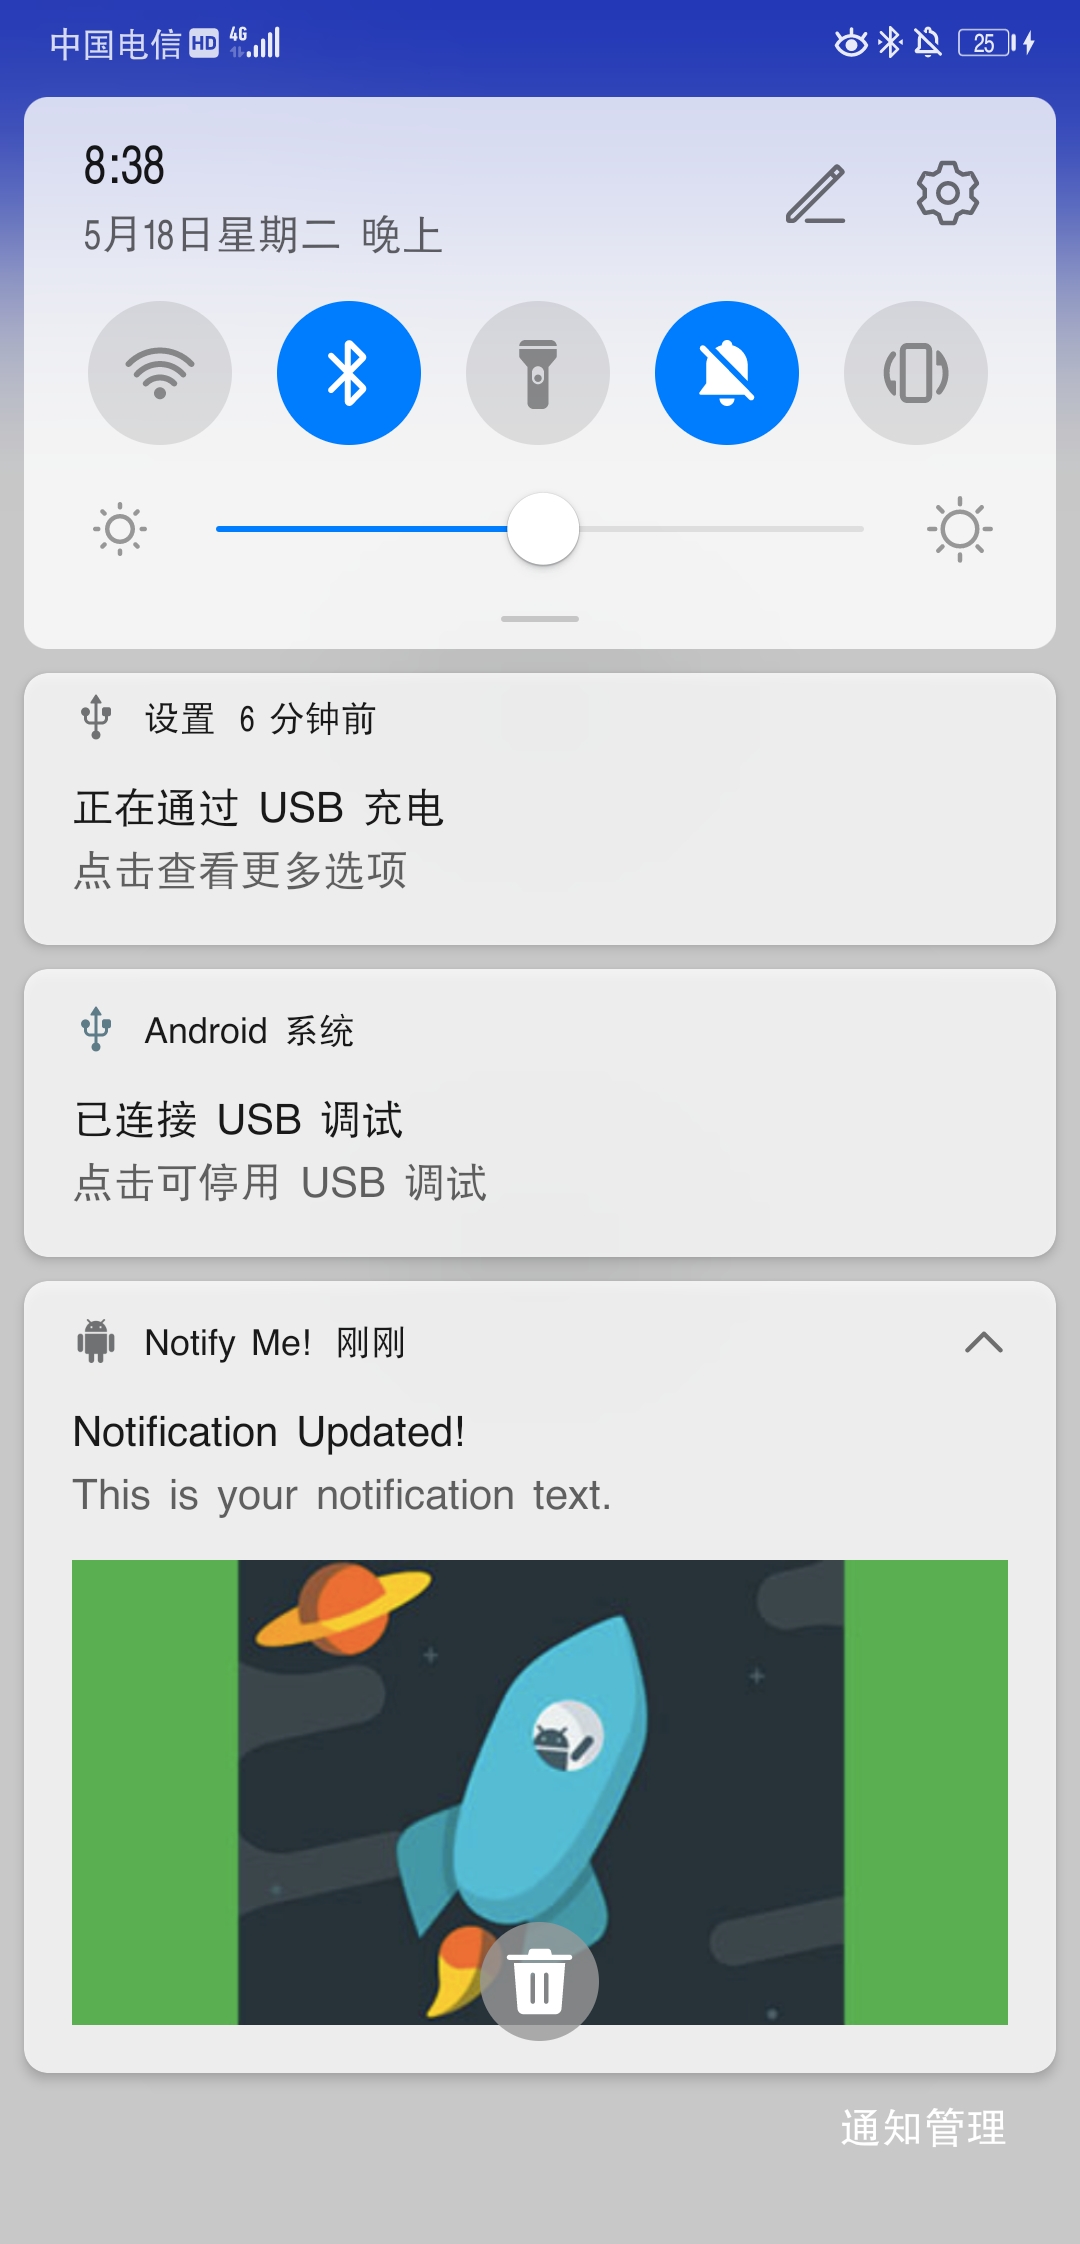 中国电信 HD 4G 25
8:38
5月18日星期二 晚上
设置 6 分钟前
正在通过 USB 充电
点击查看更多选项
Android 系统
已连接 USB 调试
点击可停用 USB 调试
Notify Me! 刚刚
Notification Updated!
This is your notification text.
通知管理